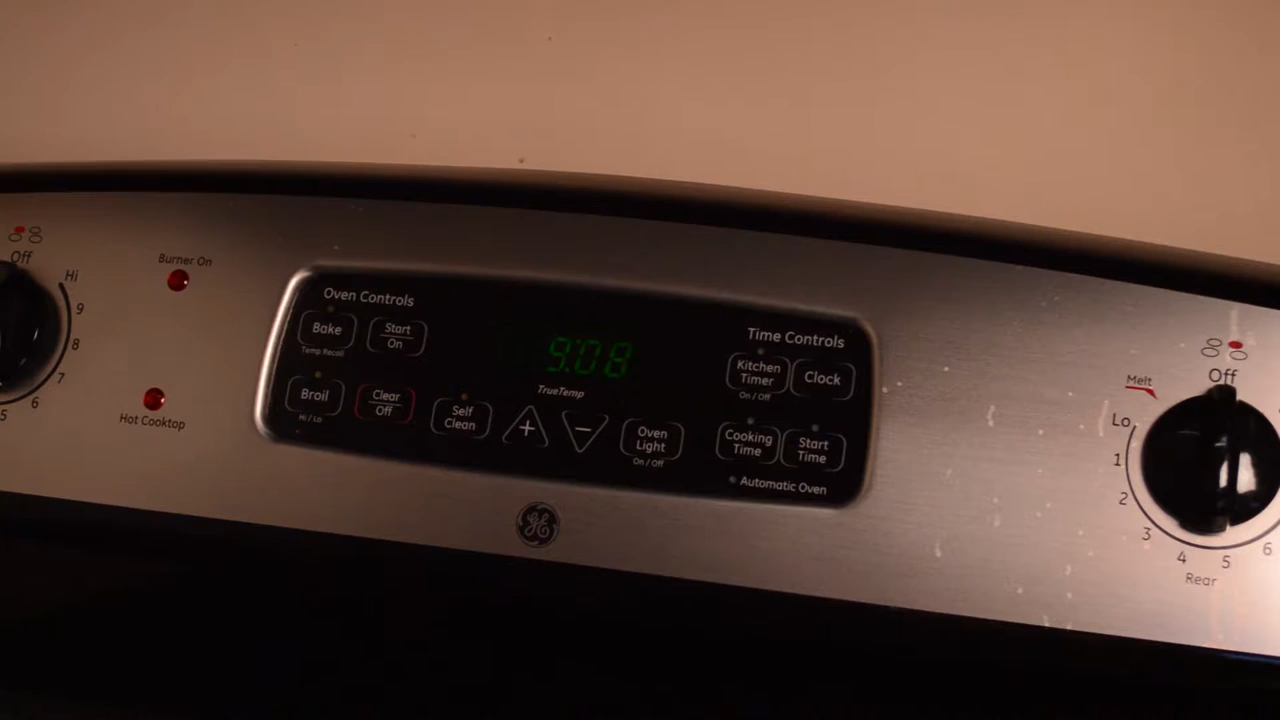 Off
Hi
9
8
7
6
5
Burner On
Hot Cooktop
Oven Controls
Bake
Temp Recall
Start
On
Broil
Hi / Lo
Clear
Off
Self
Clean
9:08
TrueTemp
+
−
Oven
Light
On / Off
Time Controls
Kitchen
Timer
On / Off
Clock
Cooking
Time
Start
Time
Automatic Oven
GE
Melt
Off
Lo
1
2
3
4
5
6
Rear